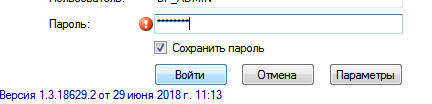 Пароль: ********
Сохранить пароль
Войти Отмена Параметры
Версия 1.3.18629.2 от 29 июня 2018 г. 11:13